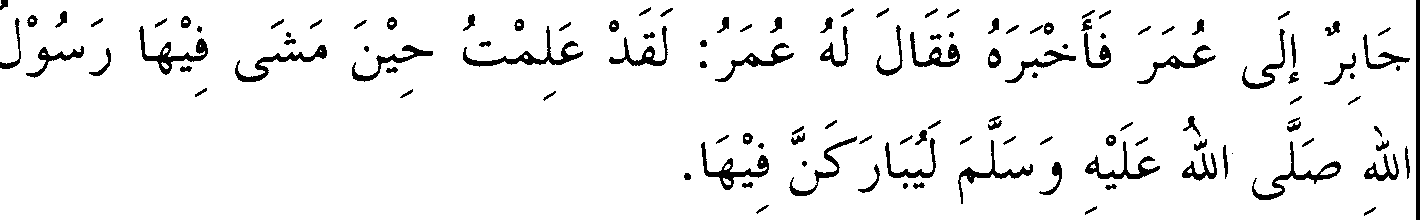 جَابِرٌ إِلَى عُمَرَ فَأَخْبَرَهُ فَقَالَ لَهُ عُمَرُ: لَقَدْ عَلِمْتُ حِيْنَ مَشَى فِيْهَا رَسُوْلُ
اللهِ صَلَّى اللهُ عَلَيْهِ وَسَلَّمَ لَيُبَارَكَنَّ فِيْهَا.